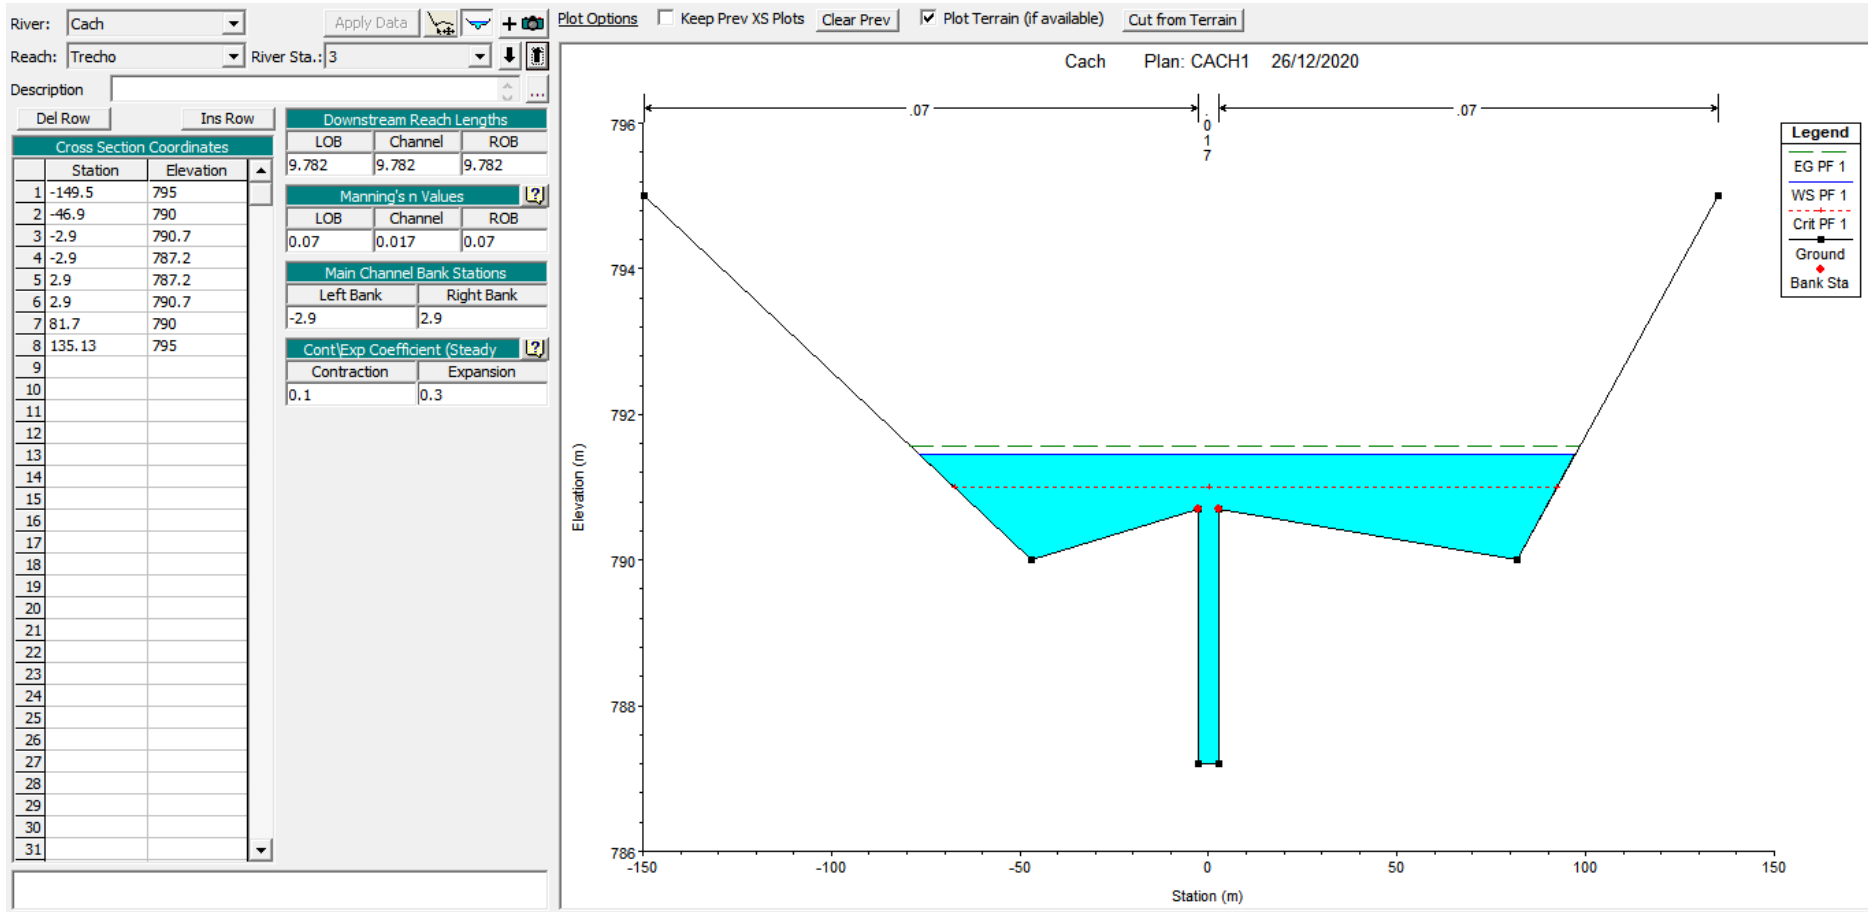 River: Cach Apply Data
Reach: Trecho River Sta.: 3
Description ...
Del Row Ins Row
Cross Section Coordinates
Station Elevation
1 -149.5 795
2 -46.9 790
3 -2.9 790.7
4 -2.9 787.2
5 2.9 787.2
6 2.9 790.7
7 81.7 790
8 135.13 795
9
10
11
12
13
14
15
16
17
18
19
20
21
22
23
24
25
26
27
28
29
30
31
Downstream Reach Lengths
LOB Channel ROB
9.782 9.782 9.782
Manning's n Values
LOB Channel ROB
0.07 0.017 0.07
Main Channel Bank Stations
Left Bank Right Bank
-2.9 2.9
Cont\Exp Coefficient (Steady
Contraction Expansion
0.1 0.3
Plot Options Keep Prev XS Plots Clear Prev Plot Terrain (if available) Cut from Terrain
Cach Plan: CACH1 26/12/2020
.07 .017 .07
Legend
EG PF 1
WS PF 1
Crit PF 1
Ground
Bank Sta
Elevation (m)
796
794
792
790
788
786
-150 -100 -50 0 50 100 150
Station (m)